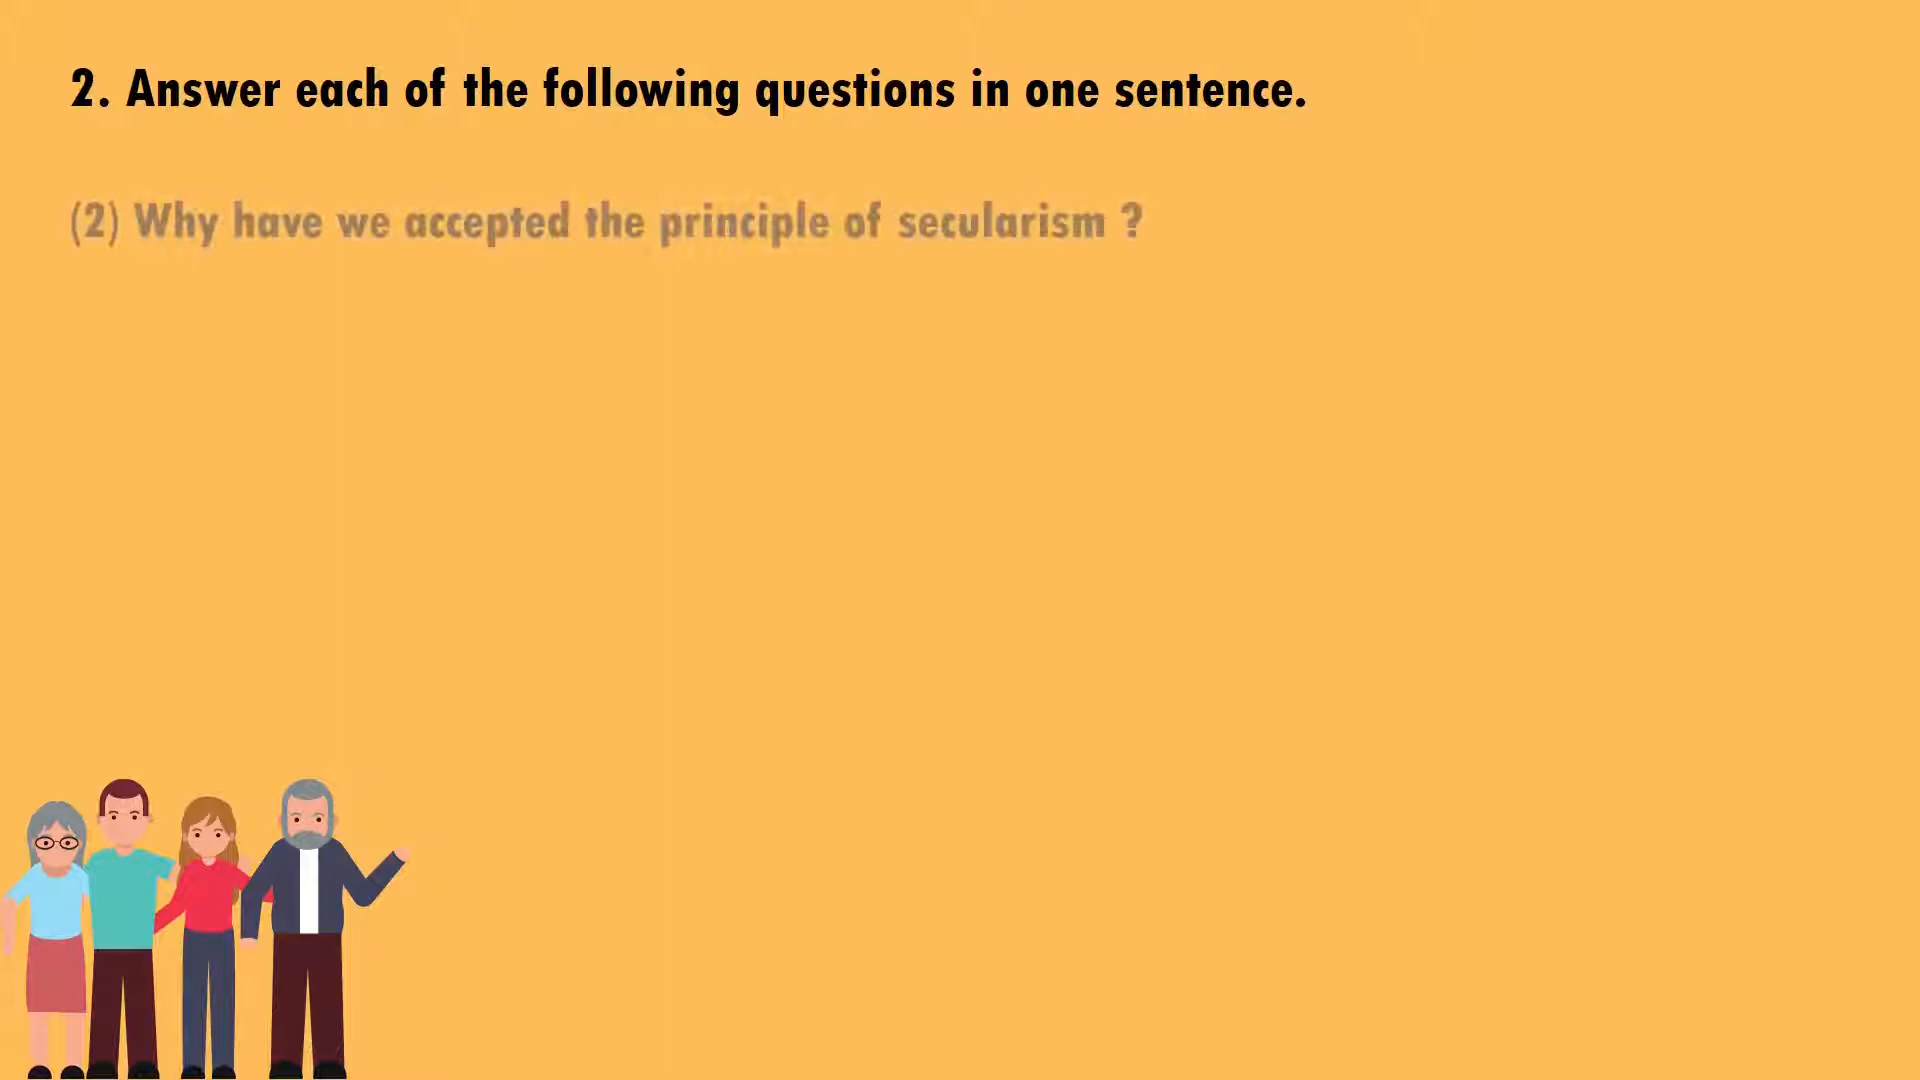 2. Answer each of the following questions in one sentence.
(2) Why have we accepted the principle of secularism ?